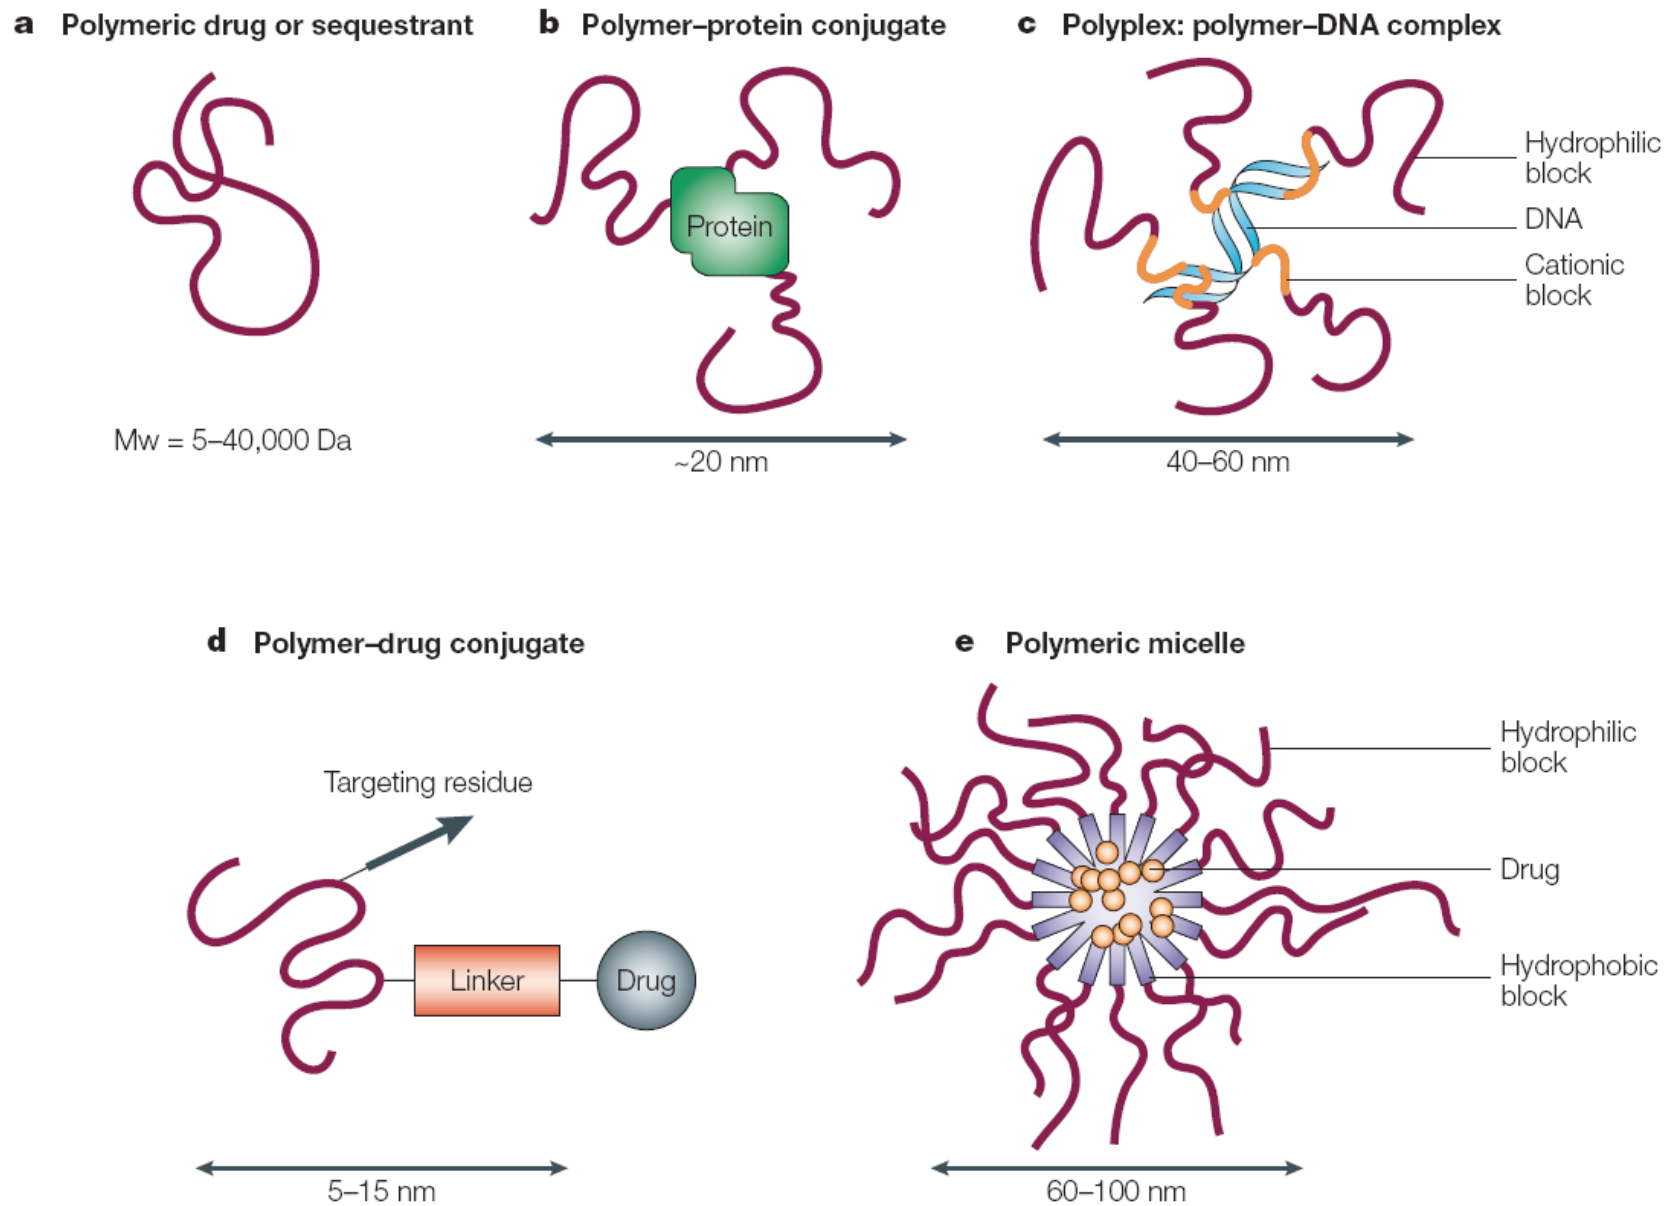 a Polymeric drug or sequestrant
b Polymer–protein conjugate
c Polyplex: polymer–DNA complex
Protein
Hydrophilic
block
DNA
Cationic
block
Mw = 5–40,000 Da
~20 nm
40–60 nm
d Polymer–drug conjugate
e Polymeric micelle
Targeting residue
Linker
Drug
Hydrophilic
block
Drug
Hydrophobic
block
5–15 nm
60–100 nm